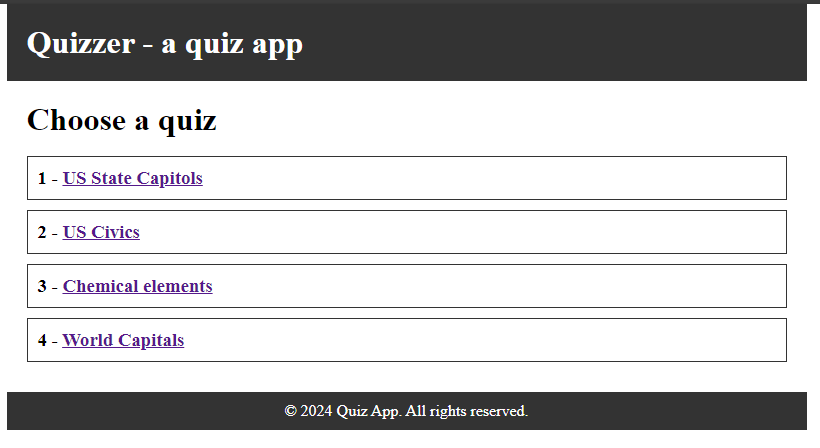 Quizzer - a quiz app
Choose a quiz
1 - US State Capitols
2 - US Civics
3 - Chemical elements
4 - World Capitals
© 2024 Quiz App. All rights reserved.